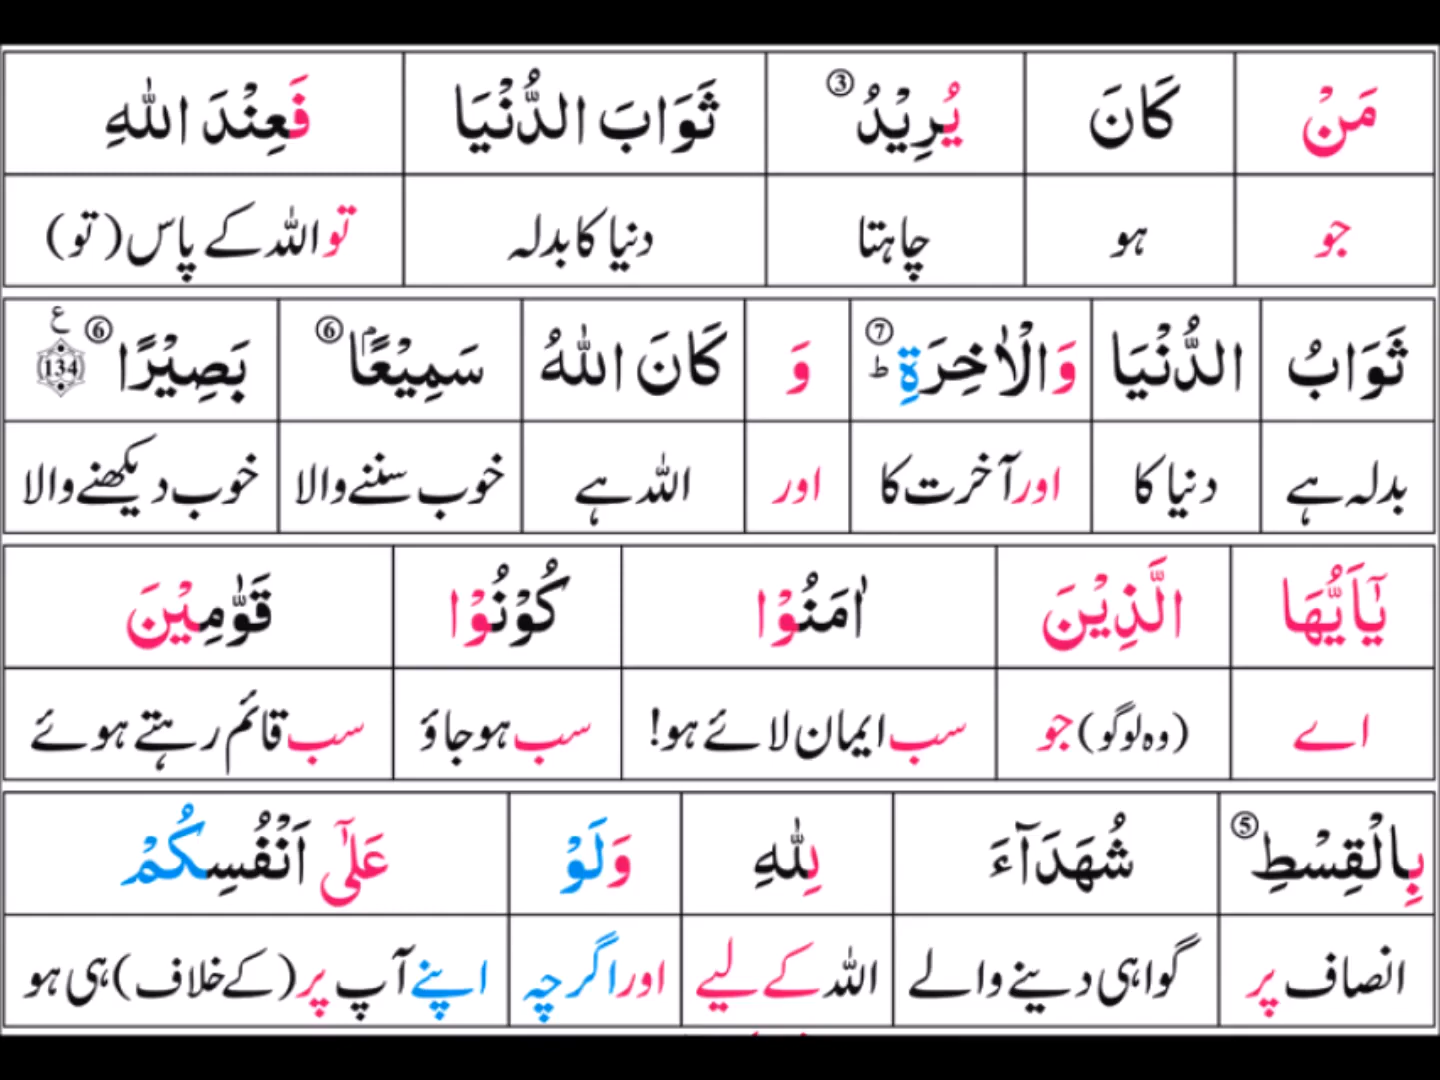 مَنْ كَانَ يُرِيْدُ③ ثَوَابَ الدُّنْيَا فَعِنْدَ اللّٰهِ
جو ہو چاہتا دنیا کا بدلہ تو اللہ کے پاس (تو)
ثَوَابُ الدُّنْيَا وَالْاٰخِرَةِ⑦ؕ وَ كَانَ اللّٰهُ سَمِيْعًۢا⑥ بَصِيْرًا⑥ 134 ع
بدلہ ہے دنیا کا اور آخرت کا اور اللہ ہے خوب سننے والا خوب دیکھنے والا
يٰٓاَيُّهَا الَّذِيْنَ اٰمَنُوْا كُوْنُوْا قَوّٰمِيْنَ
اے (وہ لوگو) جو سب ایمان لائے ہو! سب ہو جاؤ سب قائم رہتے ہوئے
بِالْقِسْطِ⑤ شُهَدَآءَ لِلّٰهِ وَلَوْ عَلٰٓى اَنْفُسِكُمْ
انصاف پر گواہی دینے والے اللہ کے لیے اور اگرچہ اپنے آپ پر (کے خلاف) ہی ہو